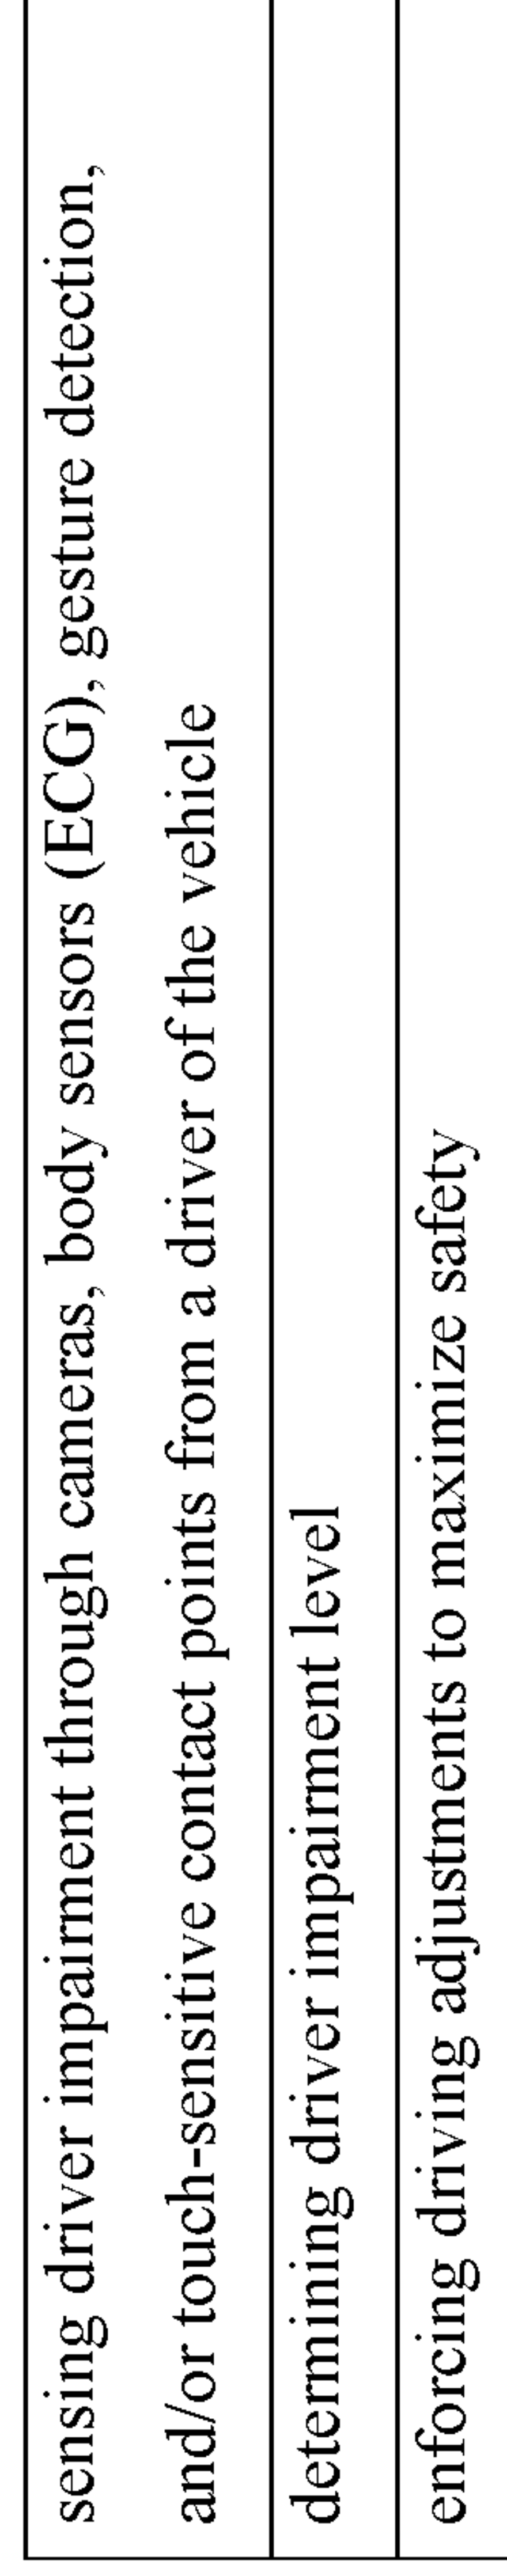 sensing driver impairment through cameras, body sensors (ECG), gesture detection,
and/or touch-sensitive contact points from a driver of the vehicle
determining driver impairment level
enforcing driving adjustments to maximize safety